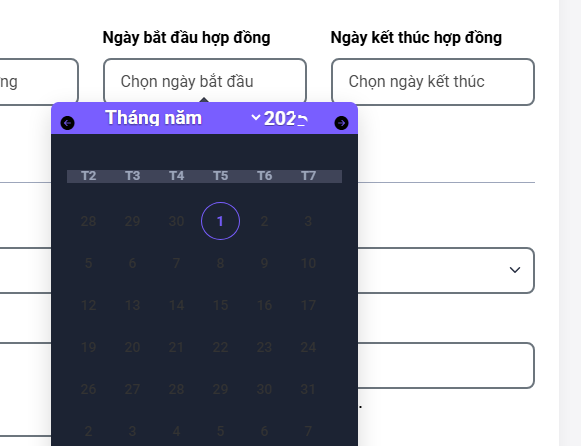 Ngày bắt đầu hợp đồng Ngày kết thúc hợp đồng
Chọn ngày bắt đầu Chọn ngày kết thúc
Tháng năm
T2 T3 T4 T5 T6 T7
28 29 30 1 2 3
5 6 7 8 9 10
12 13 14 15 16 17
19 20 21 22 23 24
26 27 28 29 30 31
2 3 4 5 6 7